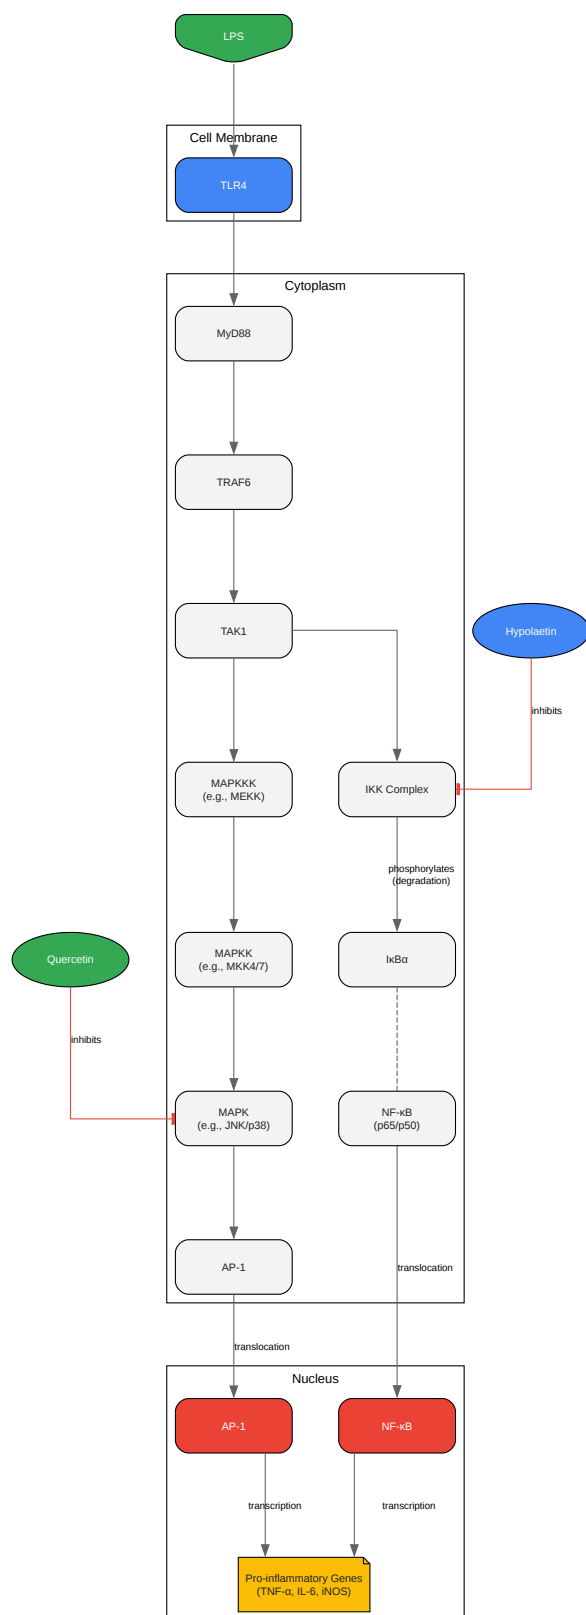 LPS
Cell Membrane
TLR4
Cytoplasm
MyD88
TRAF6
TAK1
Hypolaetin
inhibits
MAPKKK
(e.g., MEKK)
IKK Complex
phosphorylates
(degradation)
Quercetin
MAPKK
(e.g., MKK4/7)
IκBα
inhibits
MAPK
(e.g., JNK/p38)
NF-κB
(p65/p50)
AP-1
translocation
translocation
Nucleus
AP-1
NF-κB
transcription
transcription
Pro-inflammatory Genes
(TNF-α, IL-6, iNOS)